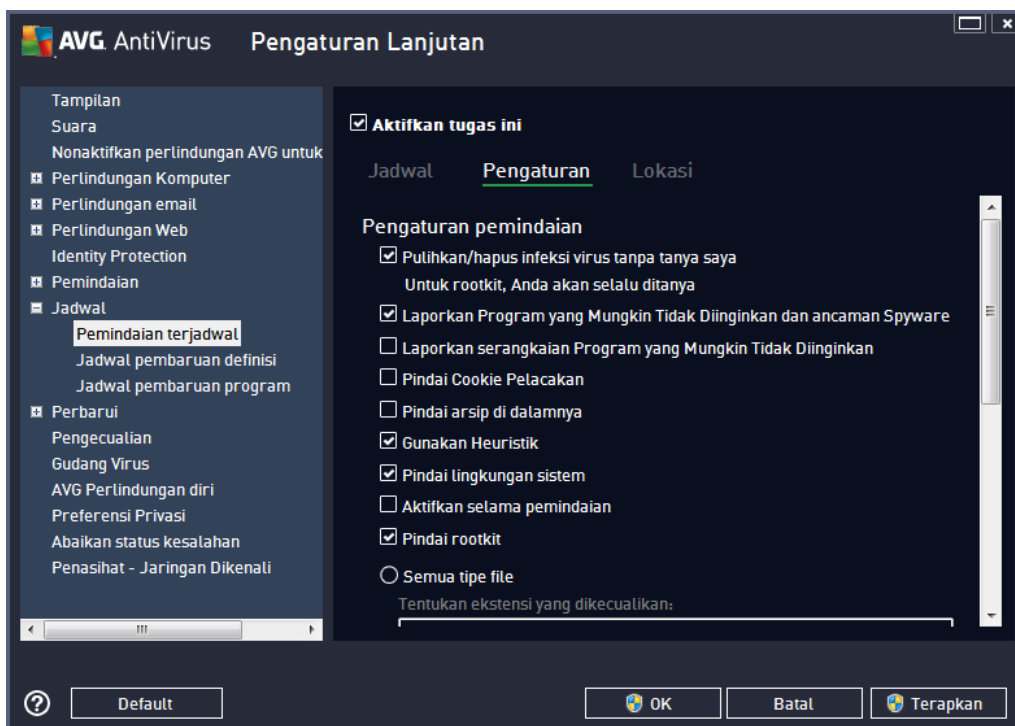 AVG AntiVirus Pengaturan Lanjutan
Tampilan
Suara
Nonaktifkan perlindungan AVG untuk
Perlindungan Komputer
Perlindungan email
Perlindungan Web
Identity Protection
Pemindaian
Jadwal
Pemindaian terjadwal
Jadwal pembaruan definisi
Jadwal pembaruan program
Perbarui
Pengecualian
Gudang Virus
AVG Perlindungan diri
Preferensi Privasi
Abaikan status kesalahan
Penasihat - Jaringan Dikenali
Aktifkan tugas ini
Jadwal Pengaturan Lokasi
Pengaturan pemindaian
Pulihkan/hapus infeksi virus tanpa tanya saya
Untuk rootkit, Anda akan selalu ditanya
Laporkan Program yang Mungkin Tidak Diinginkan dan ancaman Spyware
Laporkan serangkaian Program yang Mungkin Tidak Diinginkan
Pindai Cookie Pelacakan
Pindai arsip di dalamnya
Gunakan Heuristik
Pindai lingkungan sistem
Aktifkan selama pemindaian
Pindai rootkit
Semua tipe file
Tentukan ekstensi yang dikecualikan:
Default OK Batal Terapkan